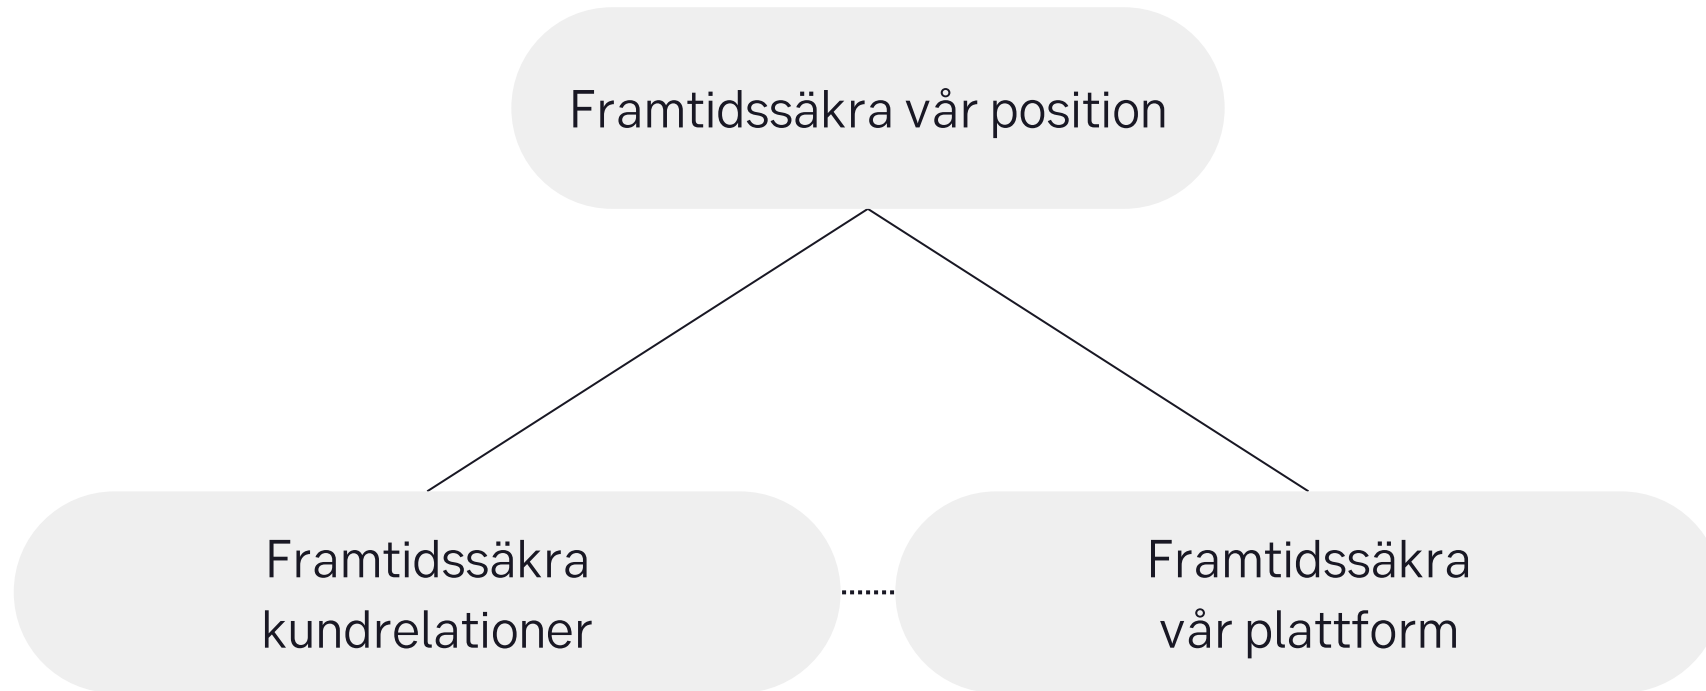 Framtidssäkra vår position
Framtidssäkra
kundrelationer
Framtidssäkra
vår plattform